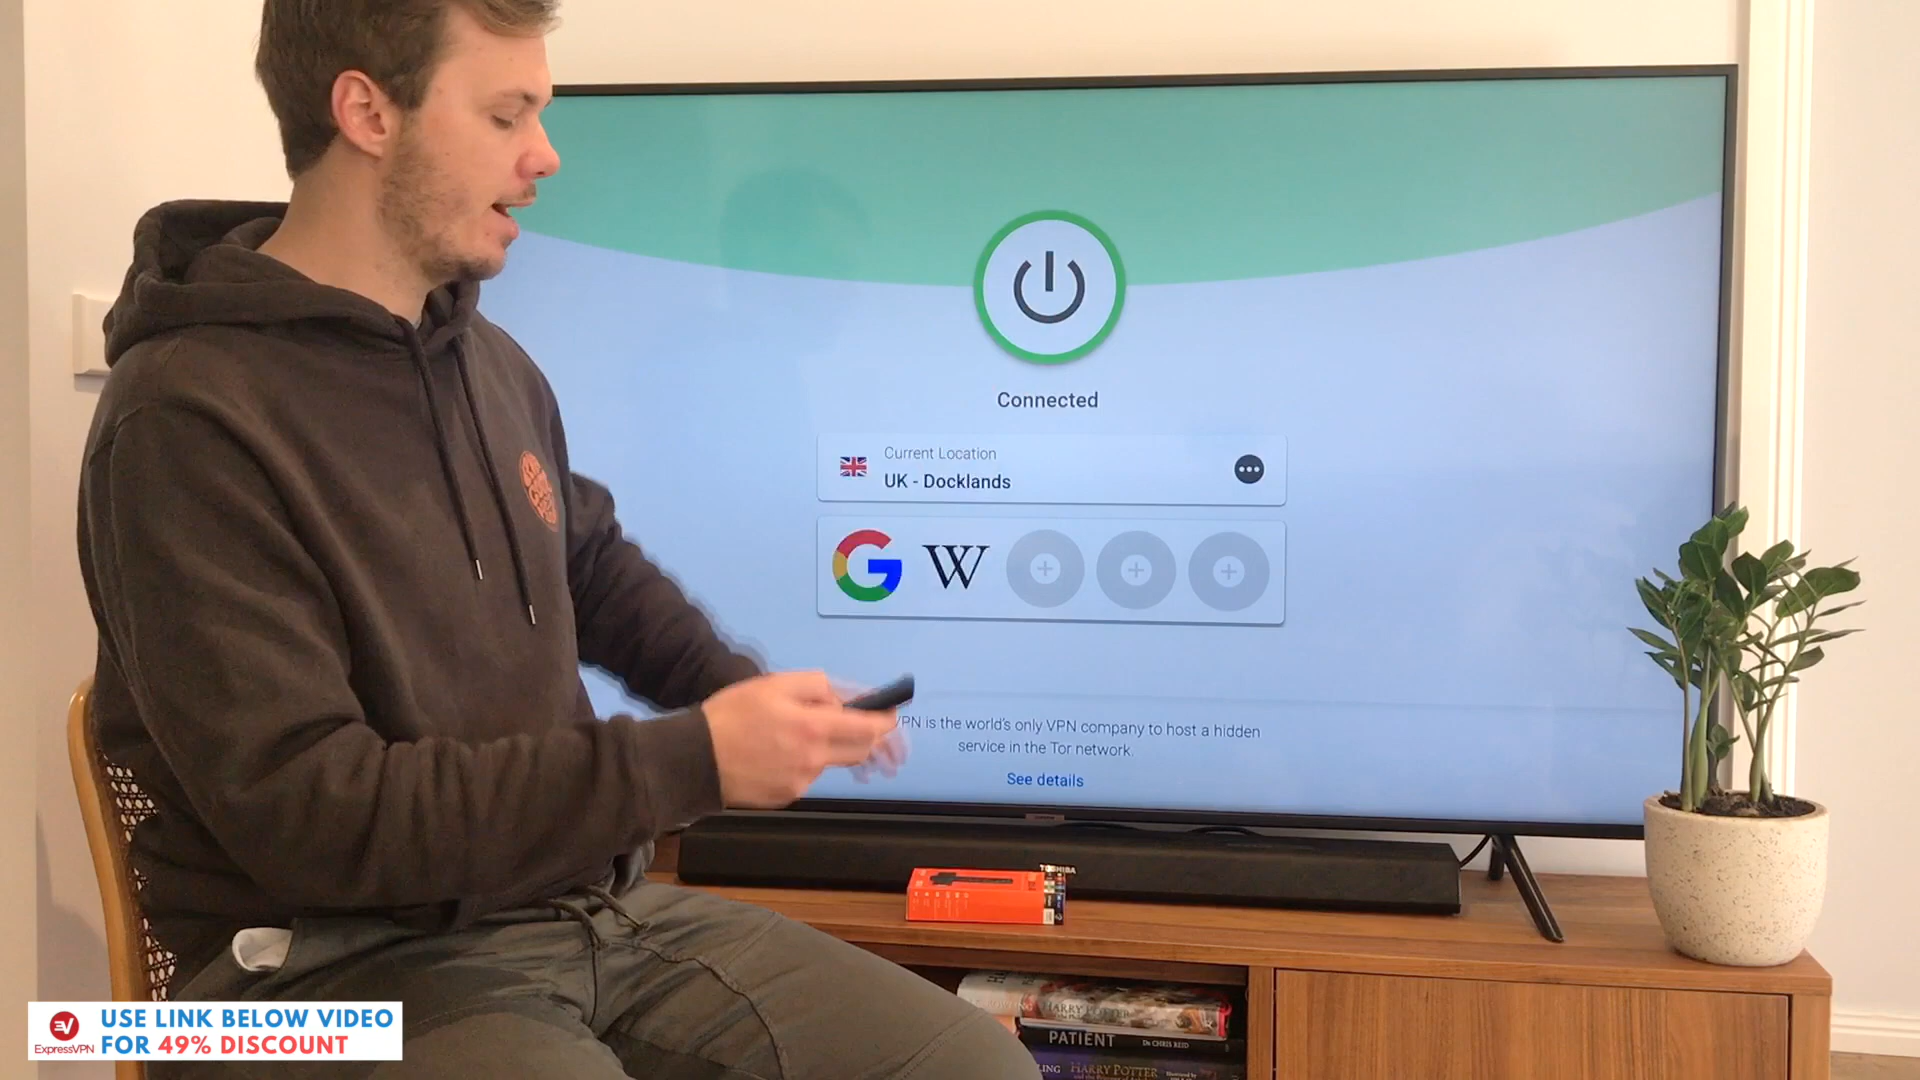 Connected
Current Location
UK - Docklands
W
VPN is the world's only VPN company to host a hidden
service in the Tor network.
See details
TOSHIBA
HARRY POTTER
PATIENT
Dr CHRIS REID
HARRY POTTER
ExpressVPN
USE LINK BELOW VIDEO
FOR 49% DISCOUNT